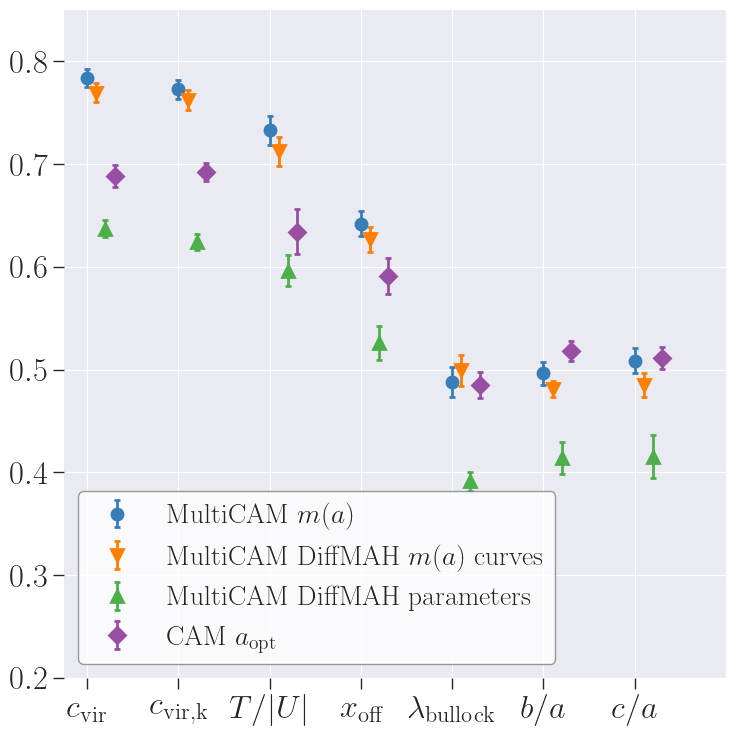 0.8
0.7
0.6
0.5
0.4
0.3
0.2
MultiCAM m(a)
MultiCAM DiffMAH m(a) curves
MultiCAM DiffMAH parameters
CAM a_opt
c_vir c_vir,k T/|U| x_off λ_bullock b/a c/a